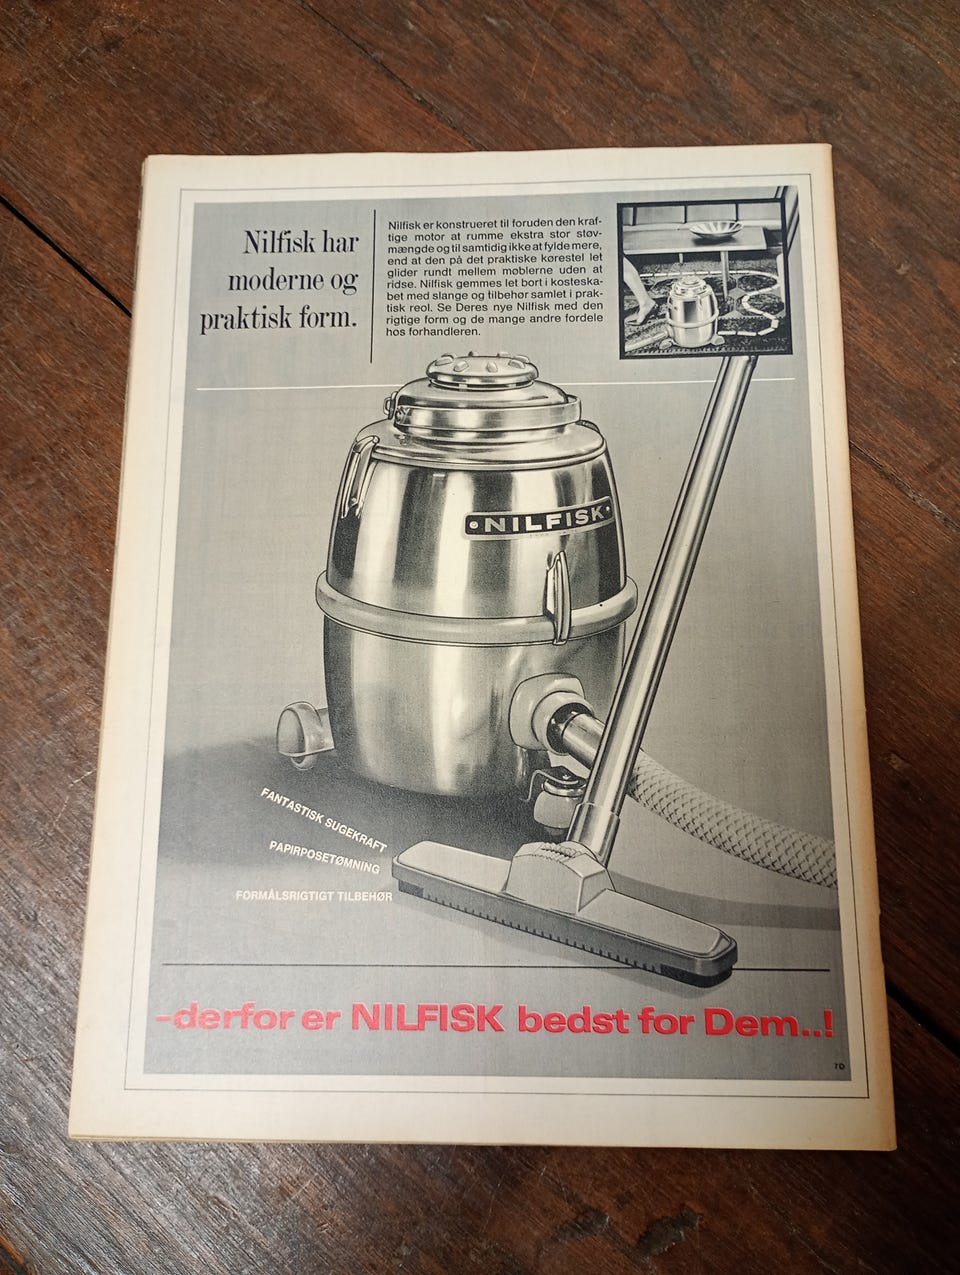 Nilfisk har
moderne og
praktisk form.
Nilfisk er konstrueret til foruden den kraf-
tige motor at rumme ekstra stor støv-
mængde og til samtidig ikke at fylde mere,
end at den på det praktiske kørestel let
glider rundt mellem møblerne uden at
ridse. Nilfisk gemmes let bort i kosteska-
bet med slange og tilbehør samlet i prak-
tisk reol. Se Deres nye Nilfisk med den
rigtige form og de mange andre fordele
hos forhandleren.
NILFISK
FANTASTISK SUGEKRAFT
PAPIRPOSETØMNING
FORMÅLSRIGTIGT TILBEHØR
-derfor er NILFISK bedst for Dem..!
7D